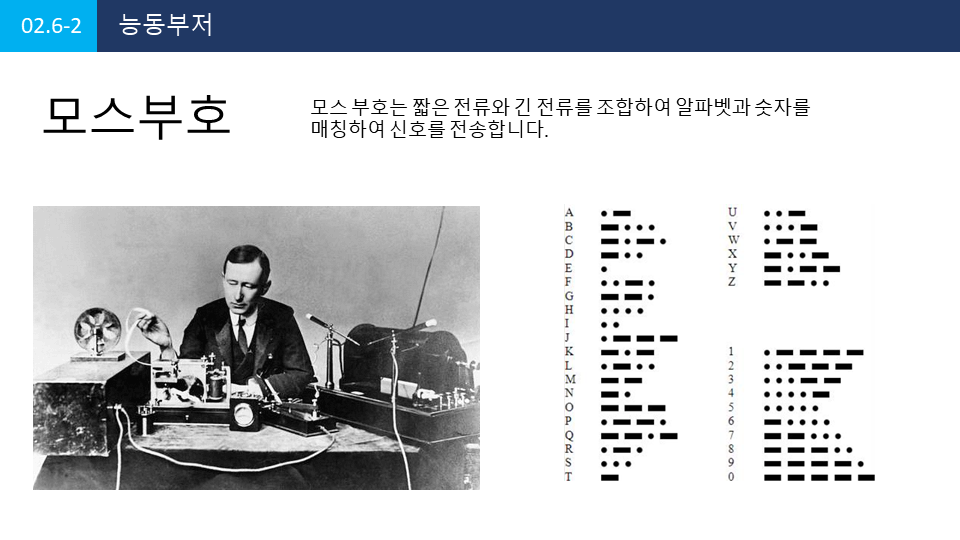 02.6-2 능동부저
모스부호
모스 부호는 짧은 전류와 긴 전류를 조합하여 알파벳과 숫자를
매칭하여 신호를 전송합니다.
A
B
C
D
E
F
G
H
I
J
K
L
M
N
O
P
Q
R
S
T
U
V
W
X
Y
Z
1
2
3
4
5
6
7
8
9
0